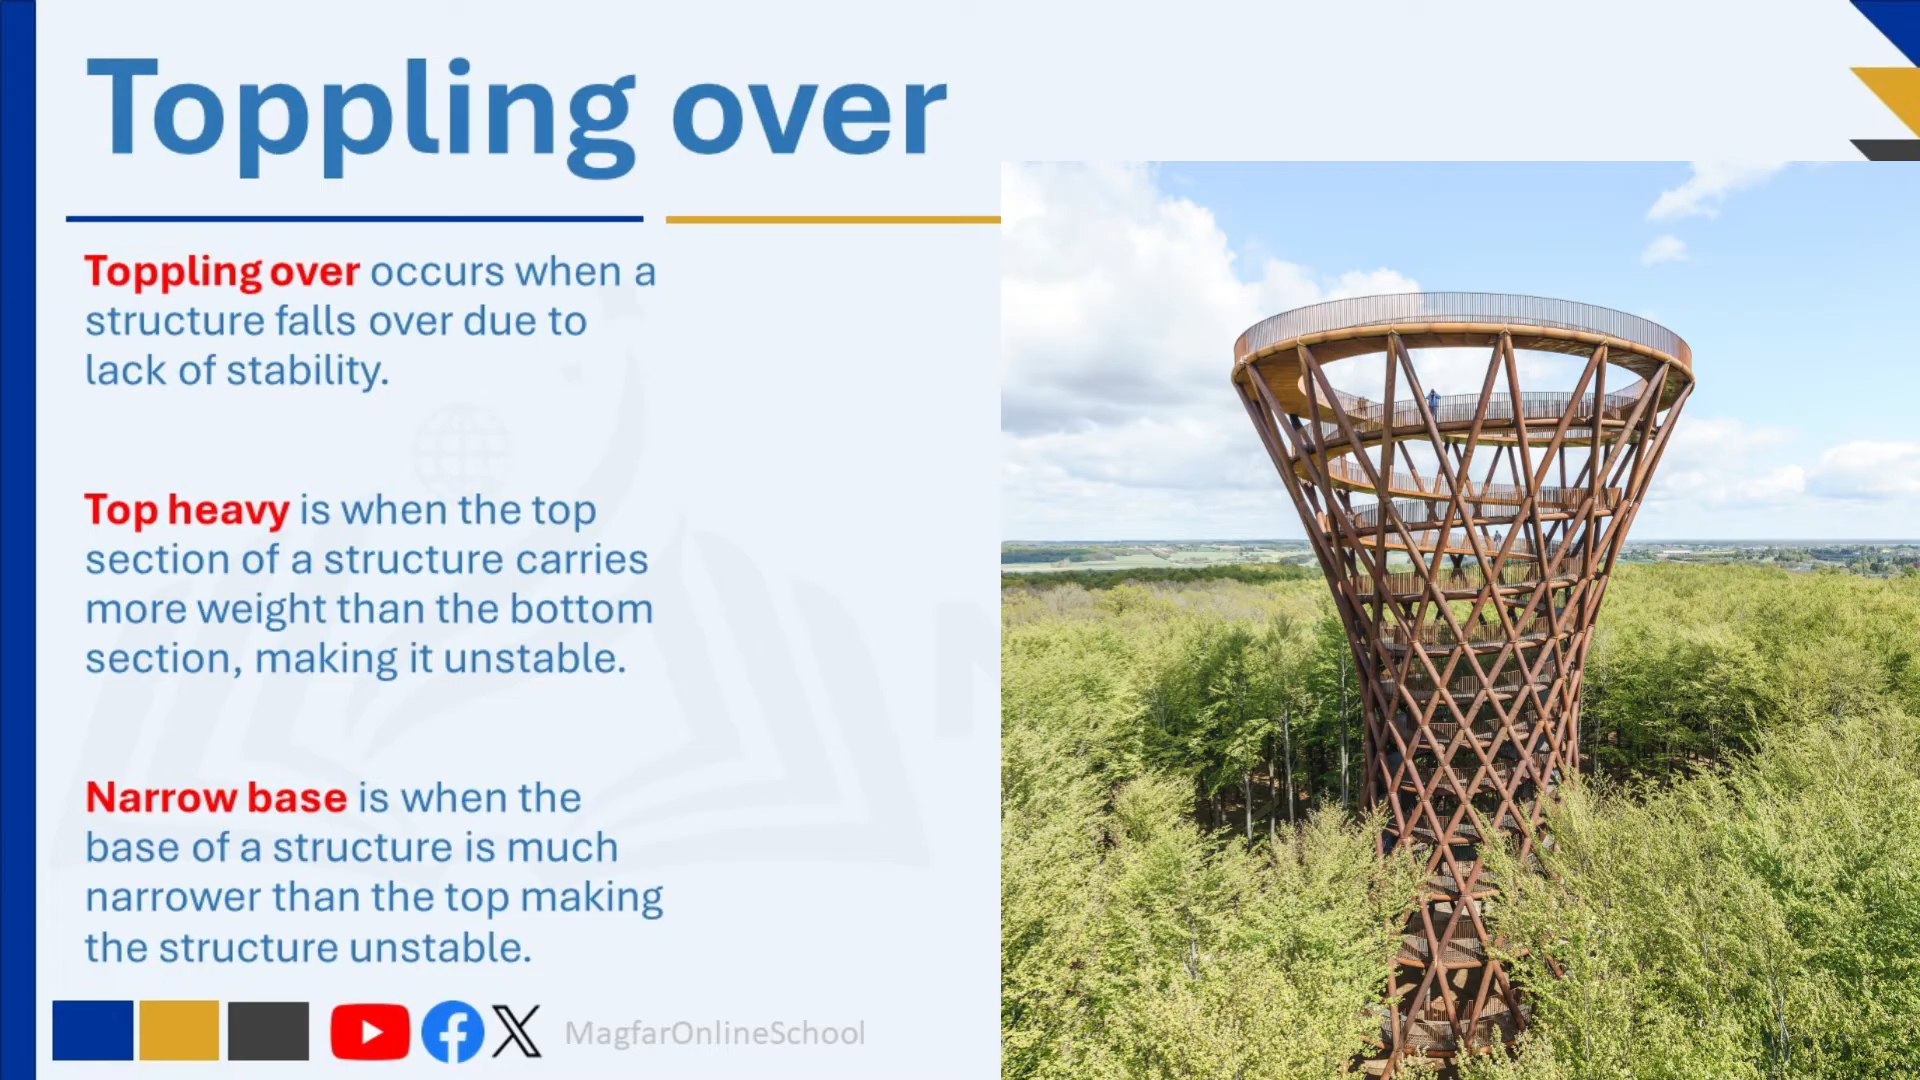 Toppling over
Toppling over occurs when a
structure falls over due to
lack of stability.
Top heavy is when the top
section of a structure carries
more weight than the bottom
section, making it unstable.
Narrow base is when the
base of a structure is much
narrower than the top making
the structure unstable.
MagfarOnlineSchool